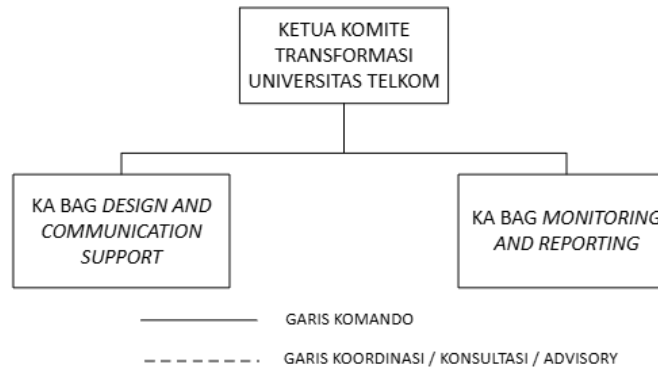 KETUA KOMITE
TRANSFORMASI
UNIVERSITAS TELKOM
KA BAG DESIGN AND
COMMUNICATION
SUPPORT
KA BAG MONITORING
AND REPORTING
GARIS KOMANDO
GARIS KOORDINASI / KONSULTASI / ADVISORY